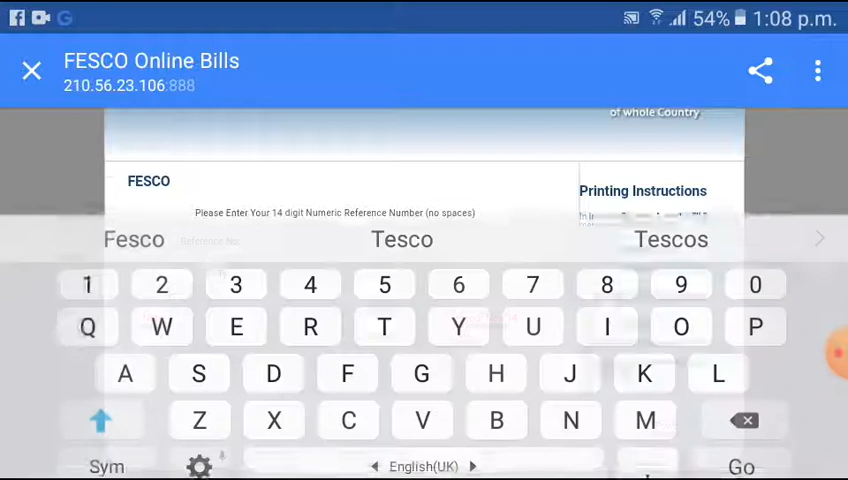 54% 1:08 p.m.
FESCO Online Bills
210.56.23.106:888
of whole Country
FESCO
Printing Instructions
Please Enter Your 14 digit Numeric Reference Number (no spaces)
Fesco Tesco Tescos
Reference No:
1 2 3 4 5 6 7 8 9 0
Q W E R T Y U I O P
A S D F G H J K L
Z X C V B N M
Sym English(UK) . Go